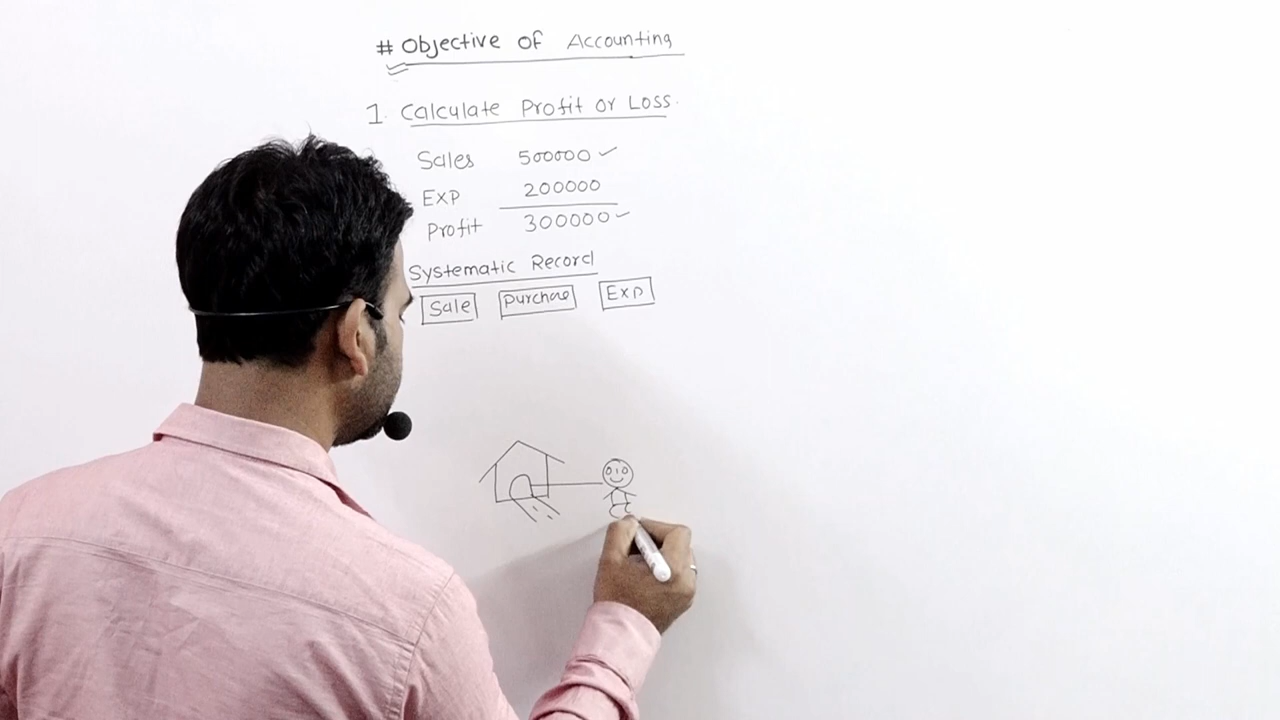 # Objective of Accounting
1. Calculate Profit or Loss.
Sales 500000
Exp 200000
Profit 300000
Systematic Record
Sale Purchase Exp